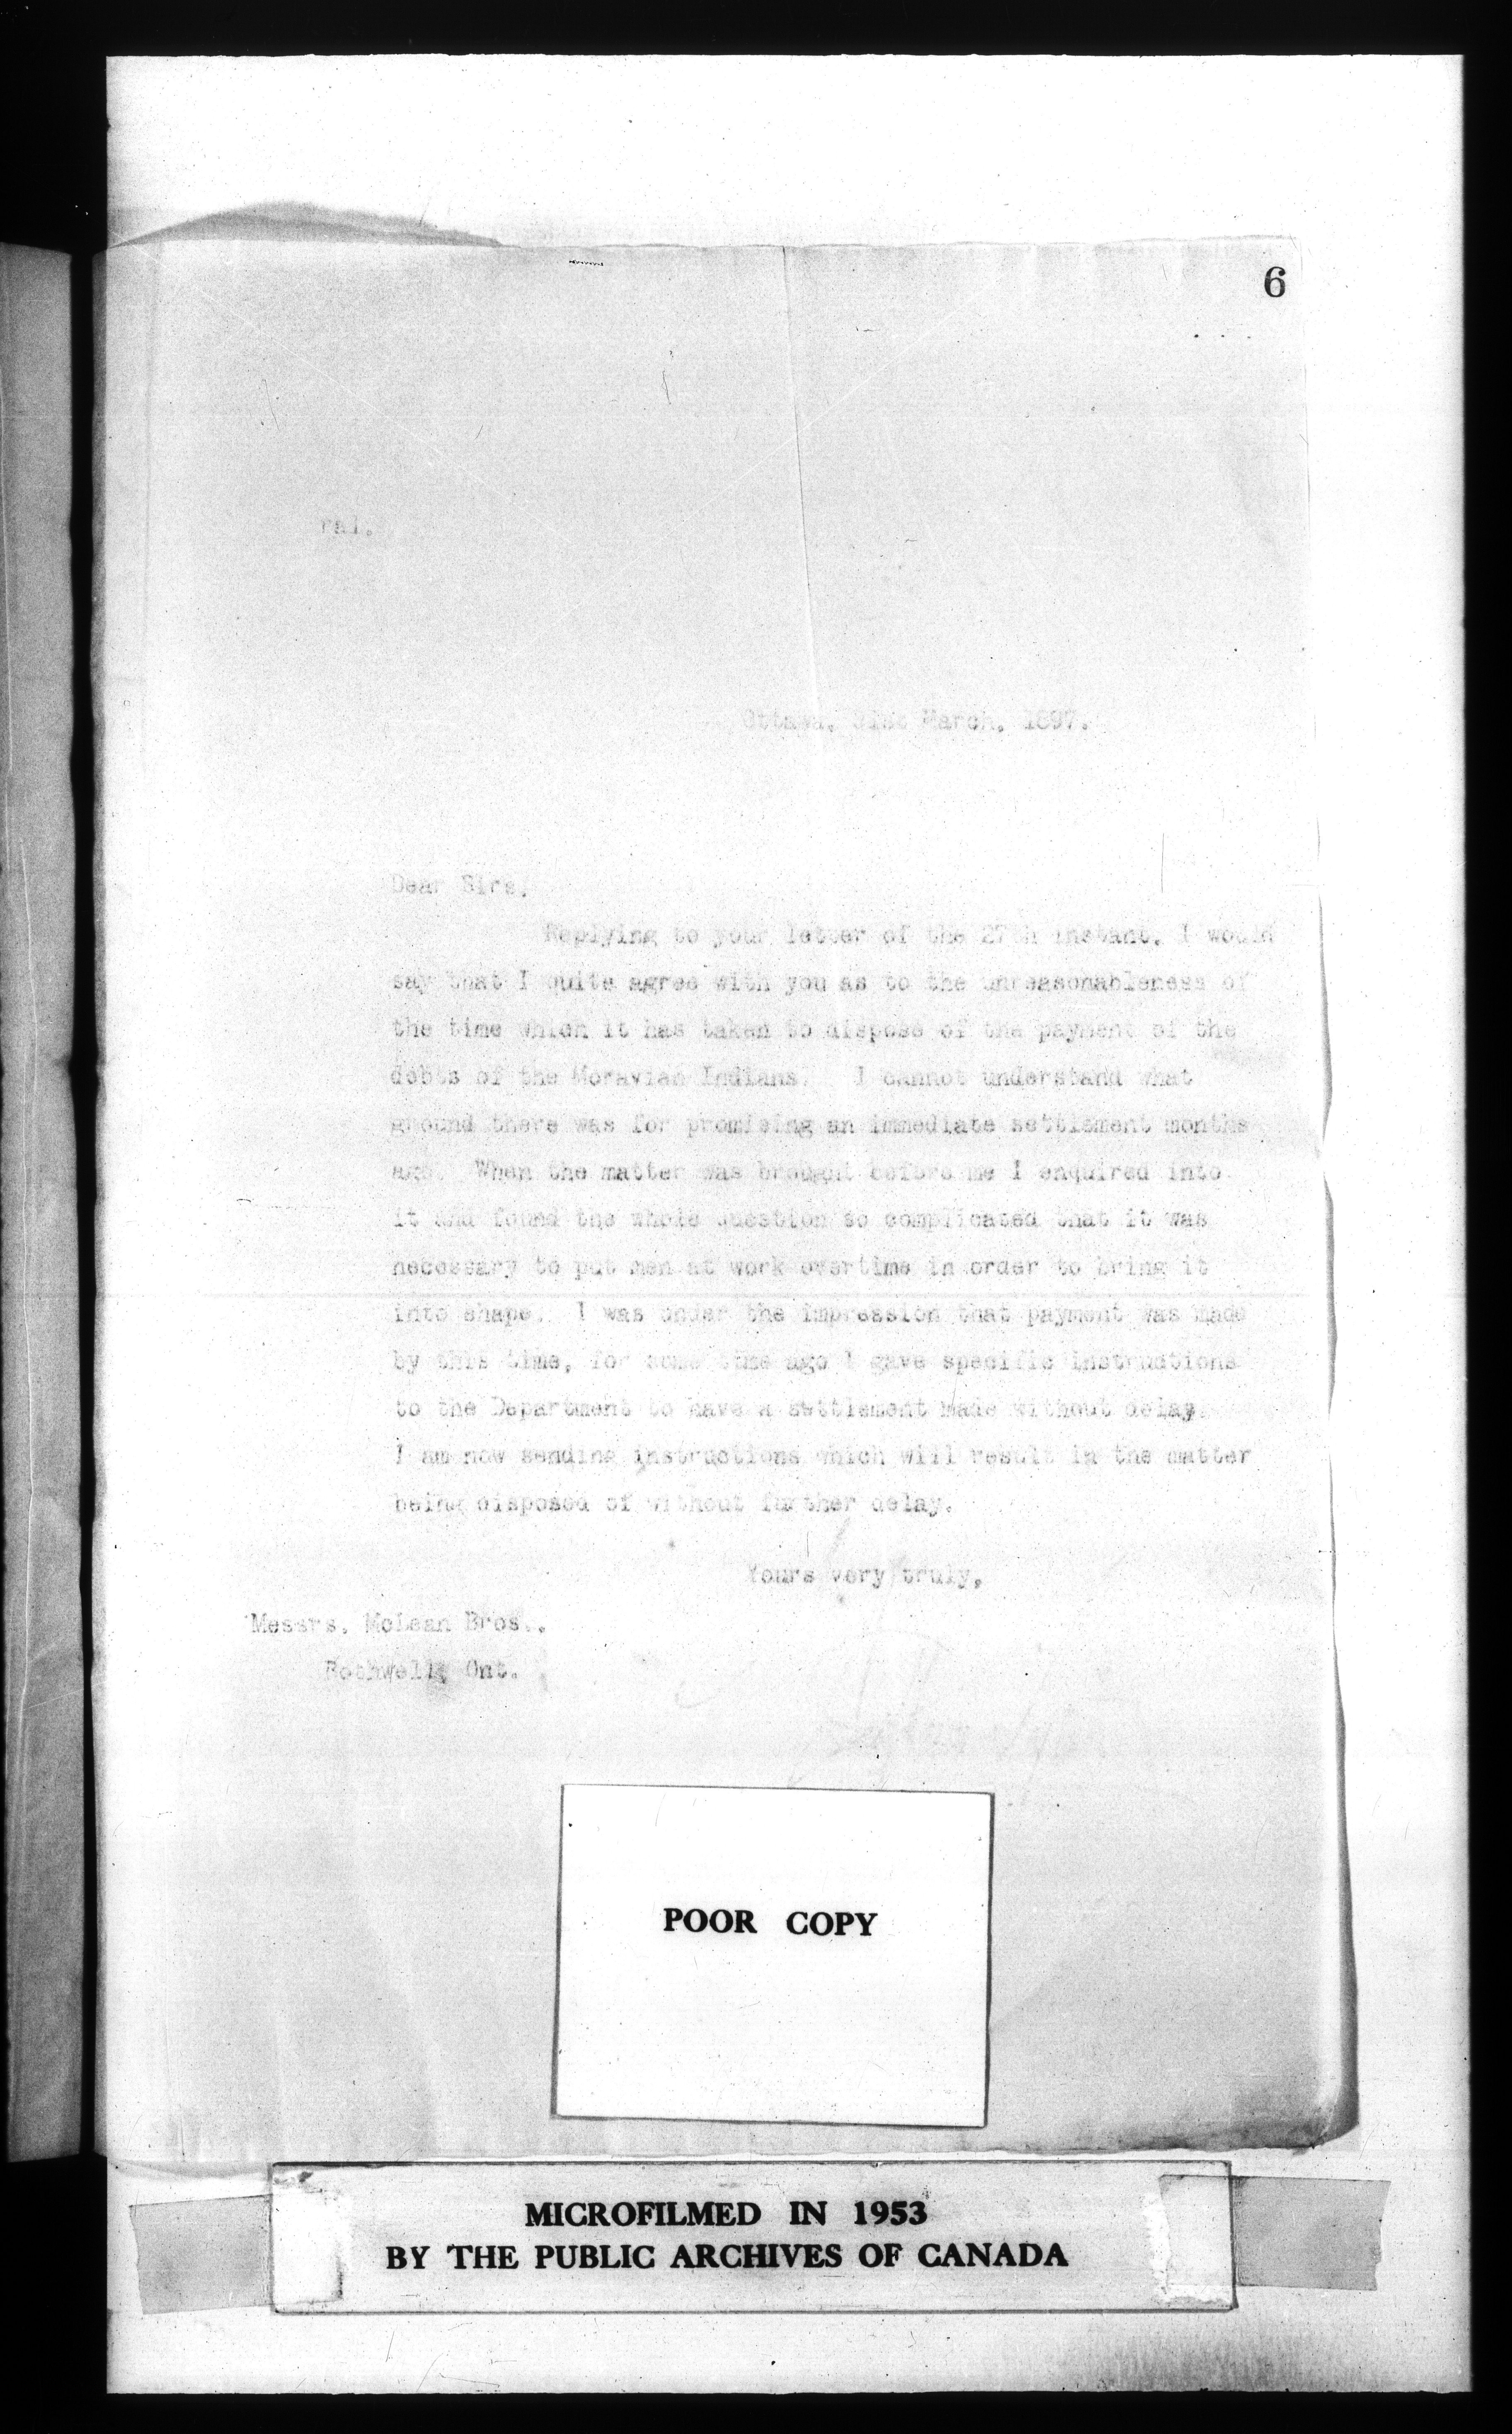 6
ral.
Ottawa, 31st March, 1897.
Dear Sirs,
Replying to your letter of the 27th instant, I would
say that I quite agree with you as to the unreasonableness of
the time which it has taken to dispose of the payment of the
debts of the Moravian Indians. I cannot understand what
ground there was for promising an immediate settlement months
ago. When the matter was brought before me I enquired into
it and found the whole question so complicated that it was
necessary to put men at work overtime in order to bring it
into shape. I was under the impression that payment was made
by this time, for some time ago I gave specific instructions
to the Department to have a settlement made without delay.
I am now sending instructions which will result in the matter
being disposed of without further delay.
Yours very truly,
Messrs. McLean Bros.,
Bothwell, Ont.
POOR COPY
MICROFILMED IN 1953
BY THE PUBLIC ARCHIVES OF CANADA